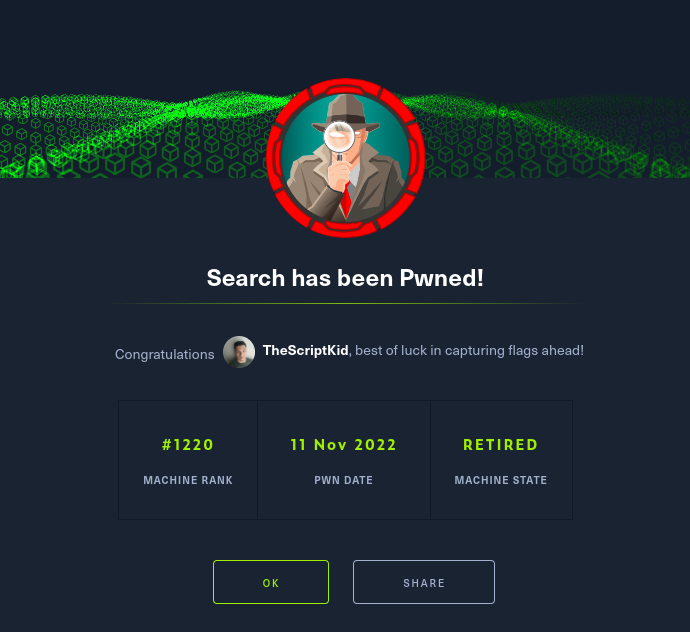 Search has been Pwned!
Congratulations TheScriptKid, best of luck in capturing flags ahead!
#1220 11 Nov 2022 RETIRED
MACHINE RANK PWN DATE MACHINE STATE
OK SHARE